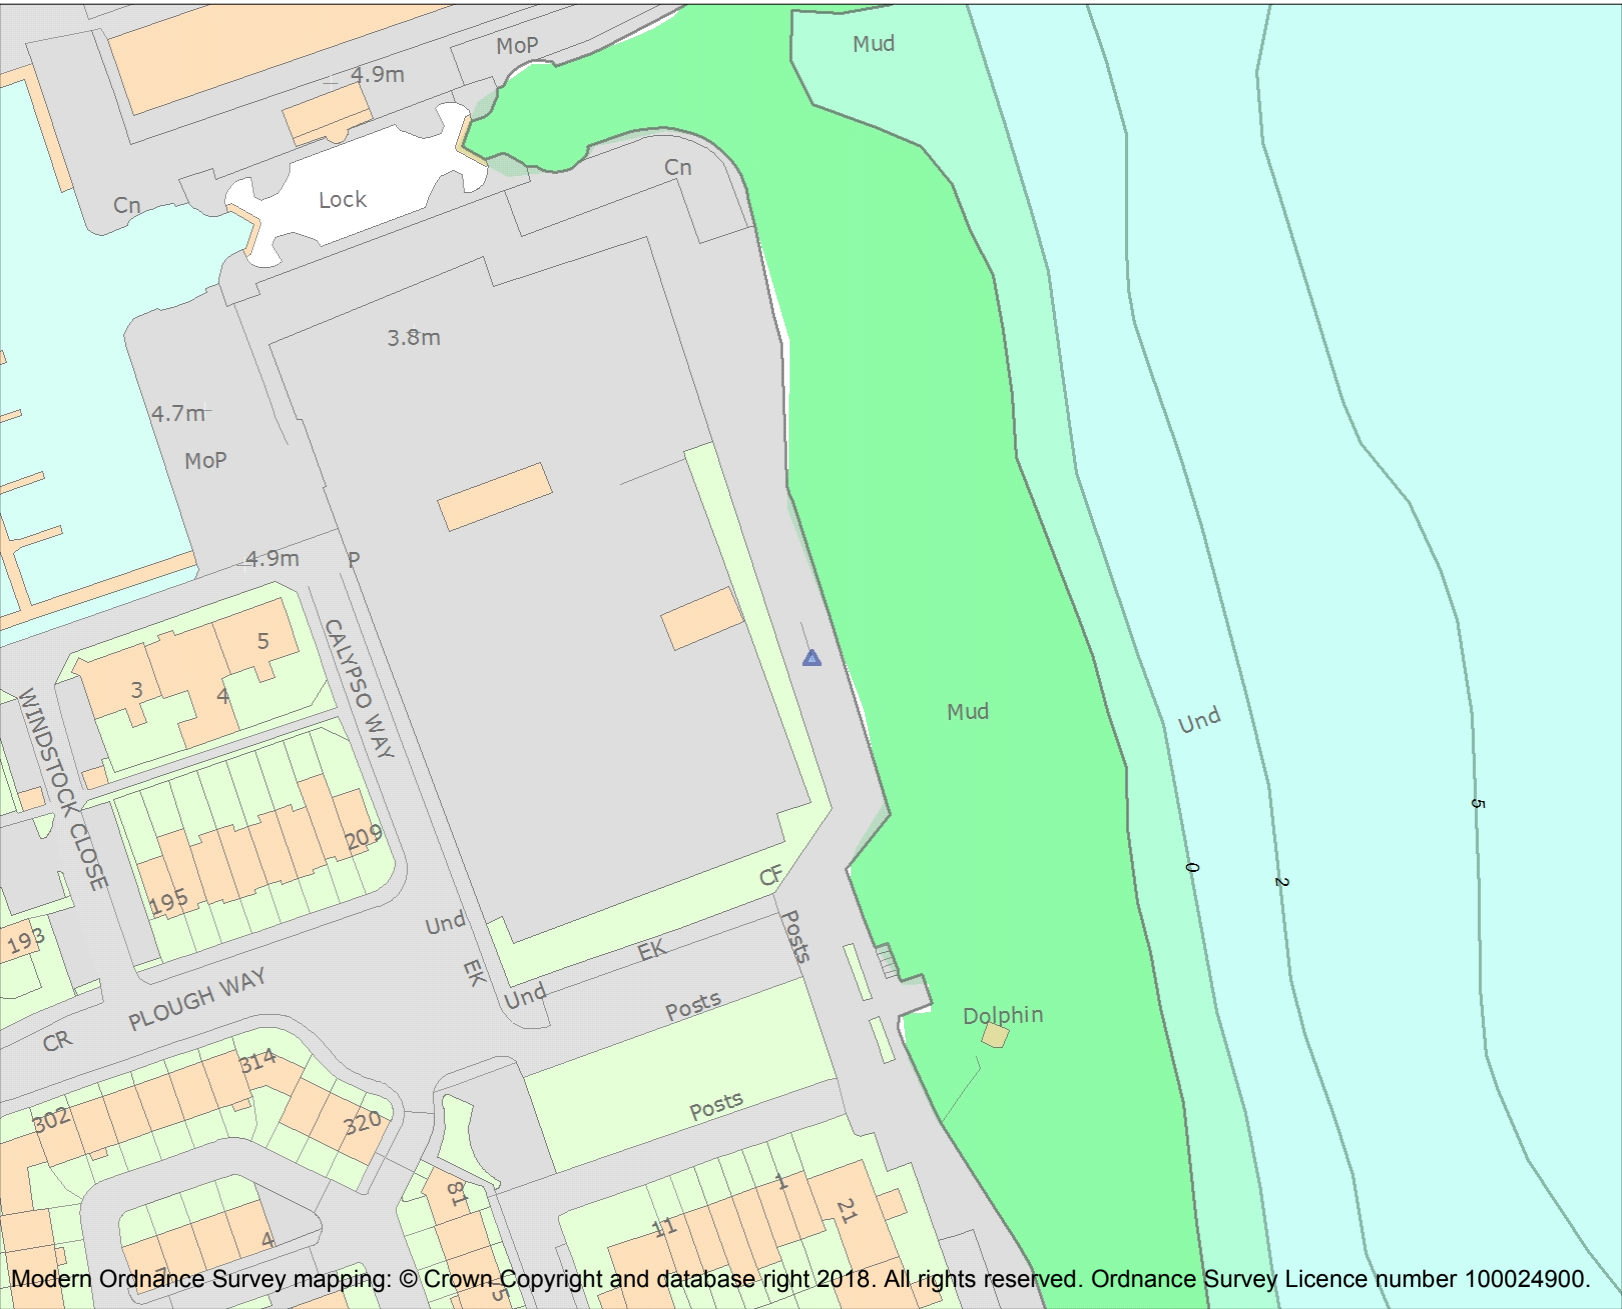 MoP
Mud
4.9m
Cn
Lock
Cn
3.8m
4.7m
MoP
4.9m
P
5
3
4
CALYPSO WAY
WINDSTOCK CLOSE
Mud
Und
5
209
0
2
195
CF
193
Und
EK
EK
Posts
Und
PLOUGH WAY
Posts
CR
Dolphin
314
302
320
Posts
81
1
21
11
4
Modern Ordnance Survey mapping: © Crown Copyright and database right 2018. All rights reserved. Ordnance Survey Licence number 100024900.